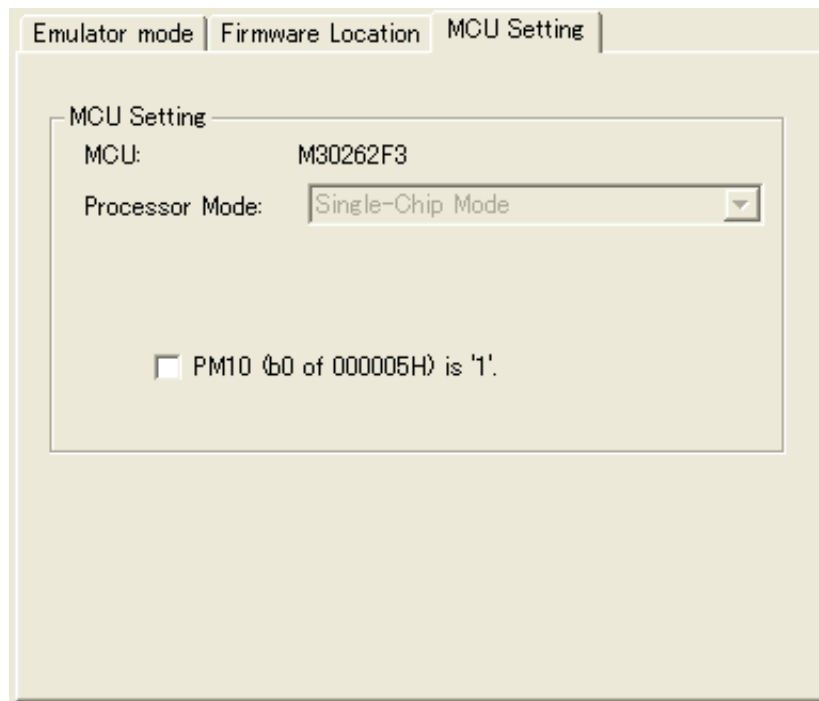 Emulator mode Firmware Location MCU Setting
MCU Setting
MCU: M30262F3
Processor Mode: Single-Chip Mode
PM10 (b0 of 000005H) is '1'.